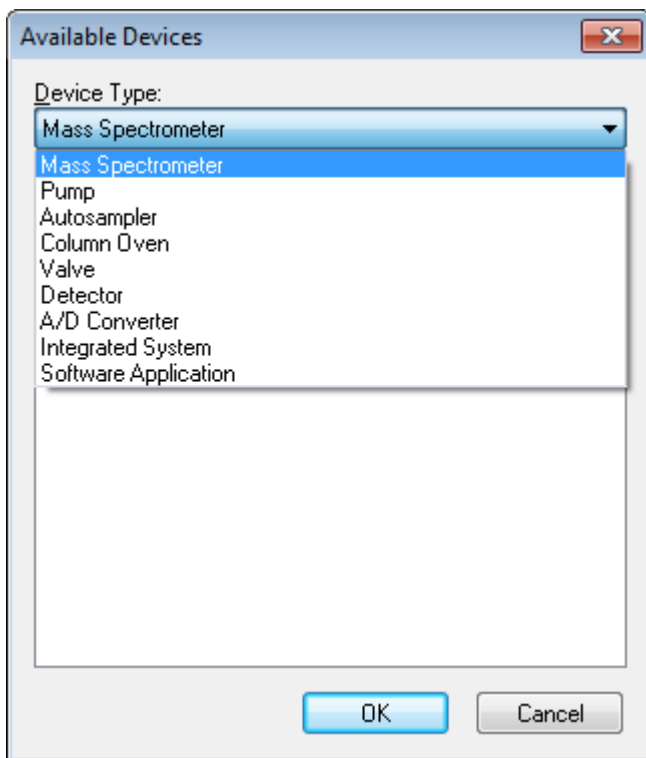 Available Devices
Device Type:
Mass Spectrometer
Mass Spectrometer
Pump
Autosampler
Column Oven
Valve
Detector
A/D Converter
Integrated System
Software Application
OK
Cancel